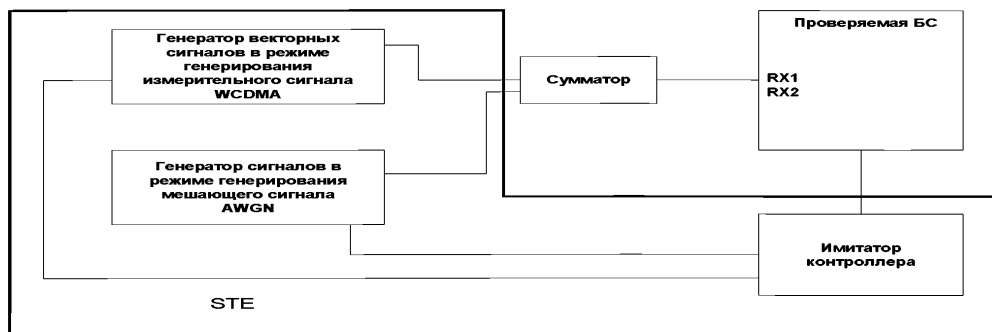 Генератор векторных
сигналов в режиме
генерирования
измерительного сигнала
WCDMA
Сумматор
Проверяемая БС
RX1
RX2
Генератор сигналов в
режиме генерирования
мешающего сигнала
AWGN
Имитатор
контроллера
STE